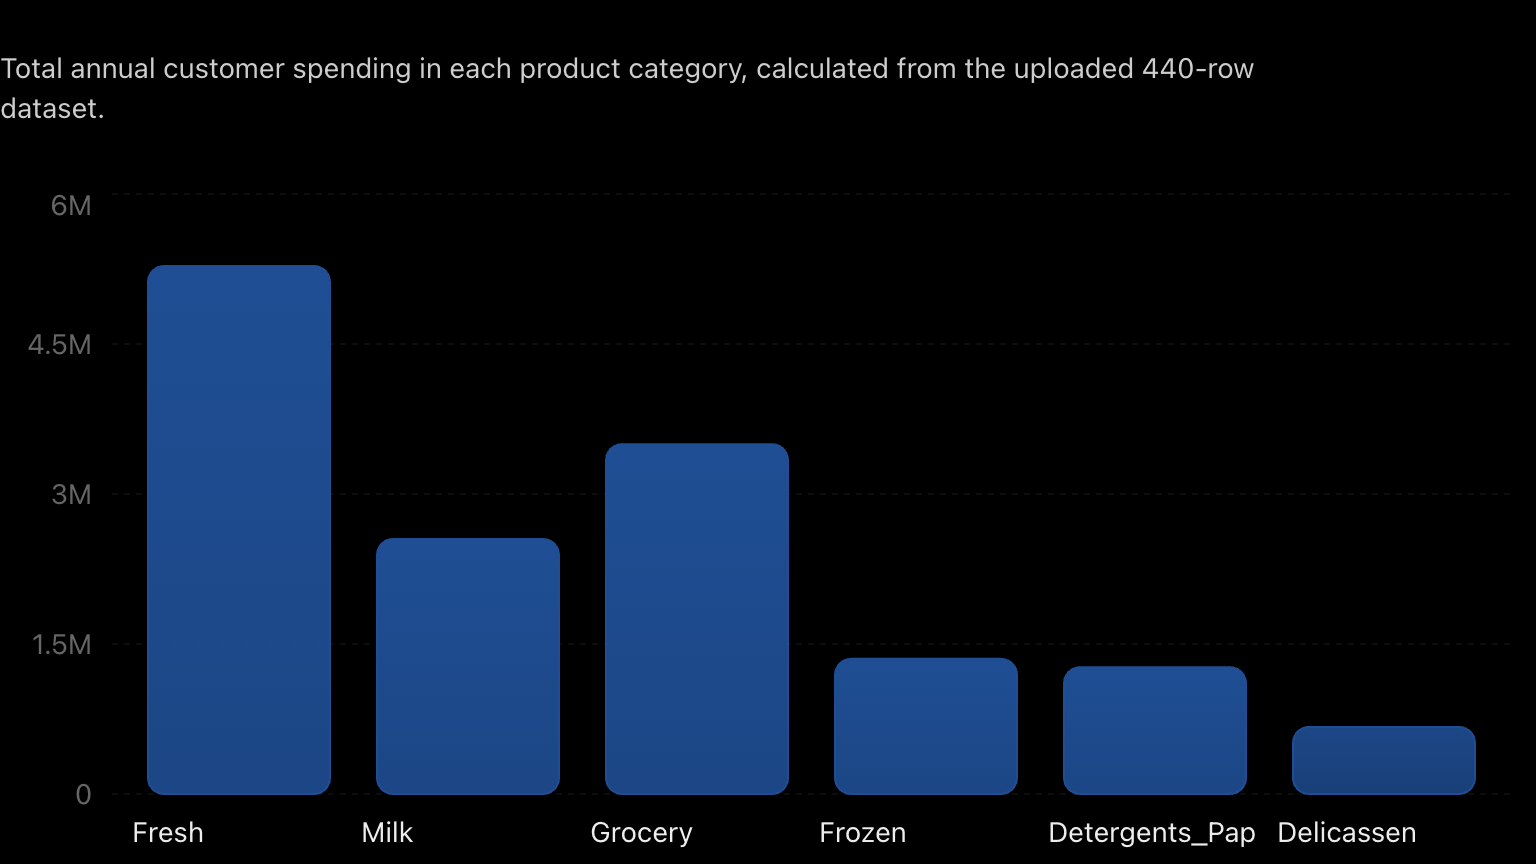 Total annual customer spending in each product category, calculated from the uploaded 440-row
dataset.
6M
4.5M
3M
1.5M
0
Fresh Milk Grocery Frozen Detergents_Pap Delicassen